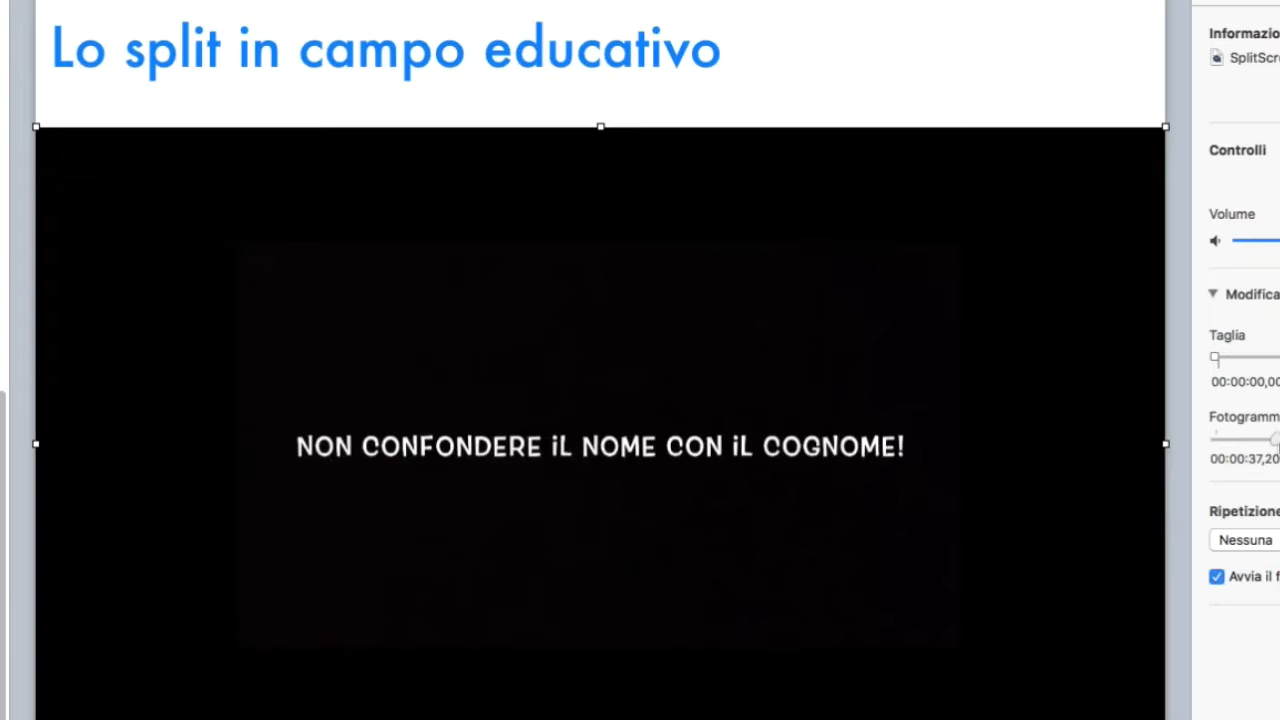 Lo split in campo educativo
NON CONFONDERE iL NOME CON iL COGNOME!
Informazio
SplitScr
Controlli
Volume
Modifica
Taglia
00:00:00,00
Fotogramm
00:00:37,20
Ripetizione
Nessuna
Avvia il f